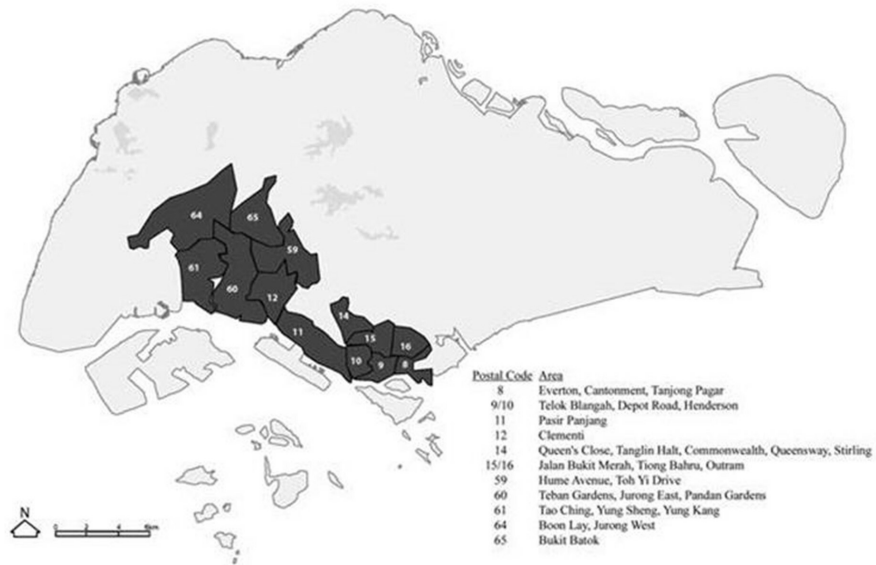 64
65
59
61
60
12
14
11
15
16
10
9
8
Postal Code Area
8 Everton, Cantonment, Tanjong Pagar
9/10 Telok Blangah, Depot Road, Henderson
11 Pasir Panjang
12 Clementi
14 Queen's Close, Tanglin Halt, Commonwealth, Queensway, Stirling
15/16 Jalan Bukit Merah, Tiong Bahru, Outram
59 Hume Avenue, Toh Yi Drive
60 Teban Gardens, Jurong East, Pandan Gardens
61 Tao Ching, Yung Sheng, Yung Kang
64 Boon Lay, Jurong West
65 Bukit Batok
N
0 2 4 6km